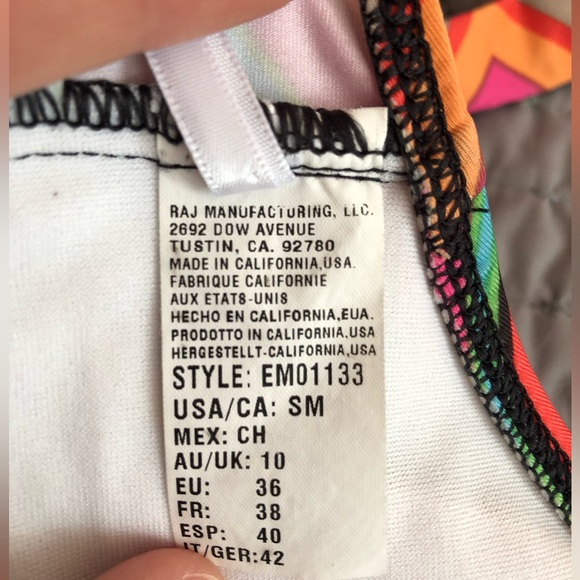 RAJ MANUFACTURING, LLC.
2692 DOW AVENUE
TUSTIN, CA. 92780
MADE IN CALIFORNIA,USA.
FABRIQUE CALIFORNIE
AUX ETATS-UNIS
HECHO EN CALIFORNIA,EUA.
PRODOTTO IN CALIFORNIA,USA
HERGESTELLT-CALIFORNIA,USA
STYLE: EM01133
USA/CA: SM
MEX: CH
AU/UK: 10
EU: 36
FR: 38
ESP: 40
IT/GER:42